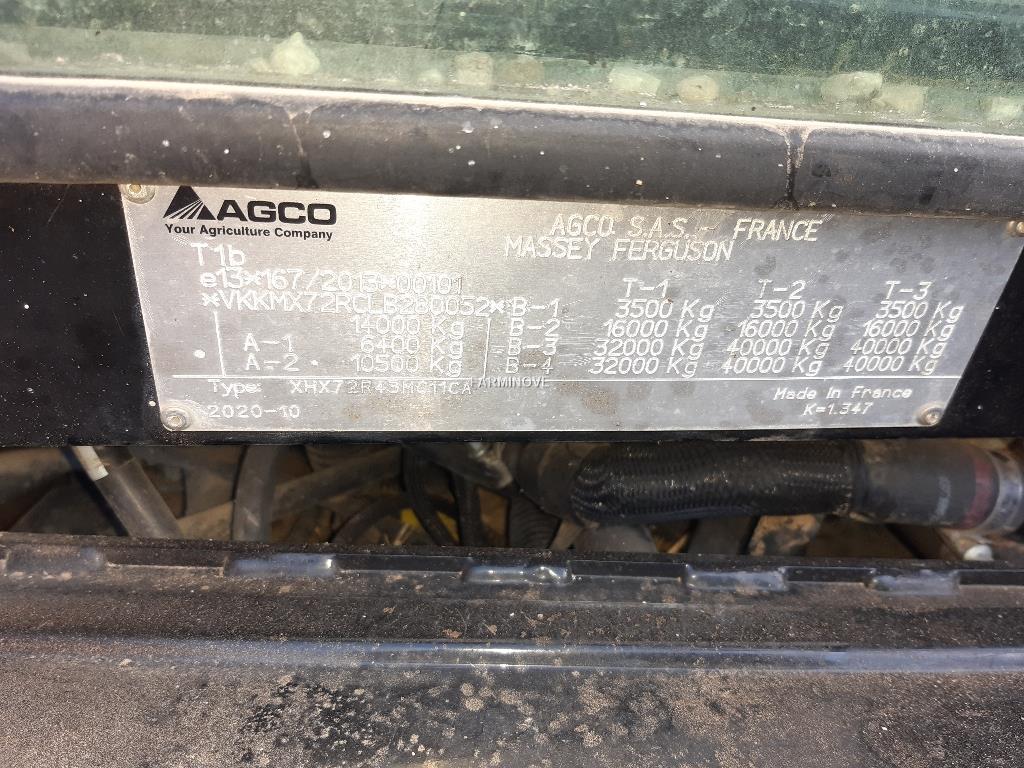 AGCO
Your Agriculture Company
AGCO S.A.S. - FRANCE
MASSEY FERGUSON
T1b
e13*167/2013*00101
*VKKMX72RCLB280052*
14000 Kg
A-1 6400 Kg
A-2 10500 Kg
T-1 T-2 T-3
B-1 3500 Kg 3500 Kg 3500 Kg
B-2 16000 Kg 16000 Kg 16000 Kg
B-3 32000 Kg 40000 Kg 40000 Kg
B-4 32000 Kg 40000 Kg 40000 Kg
Type:
FARMINOVE
Made in France
2020-10
K=1.347